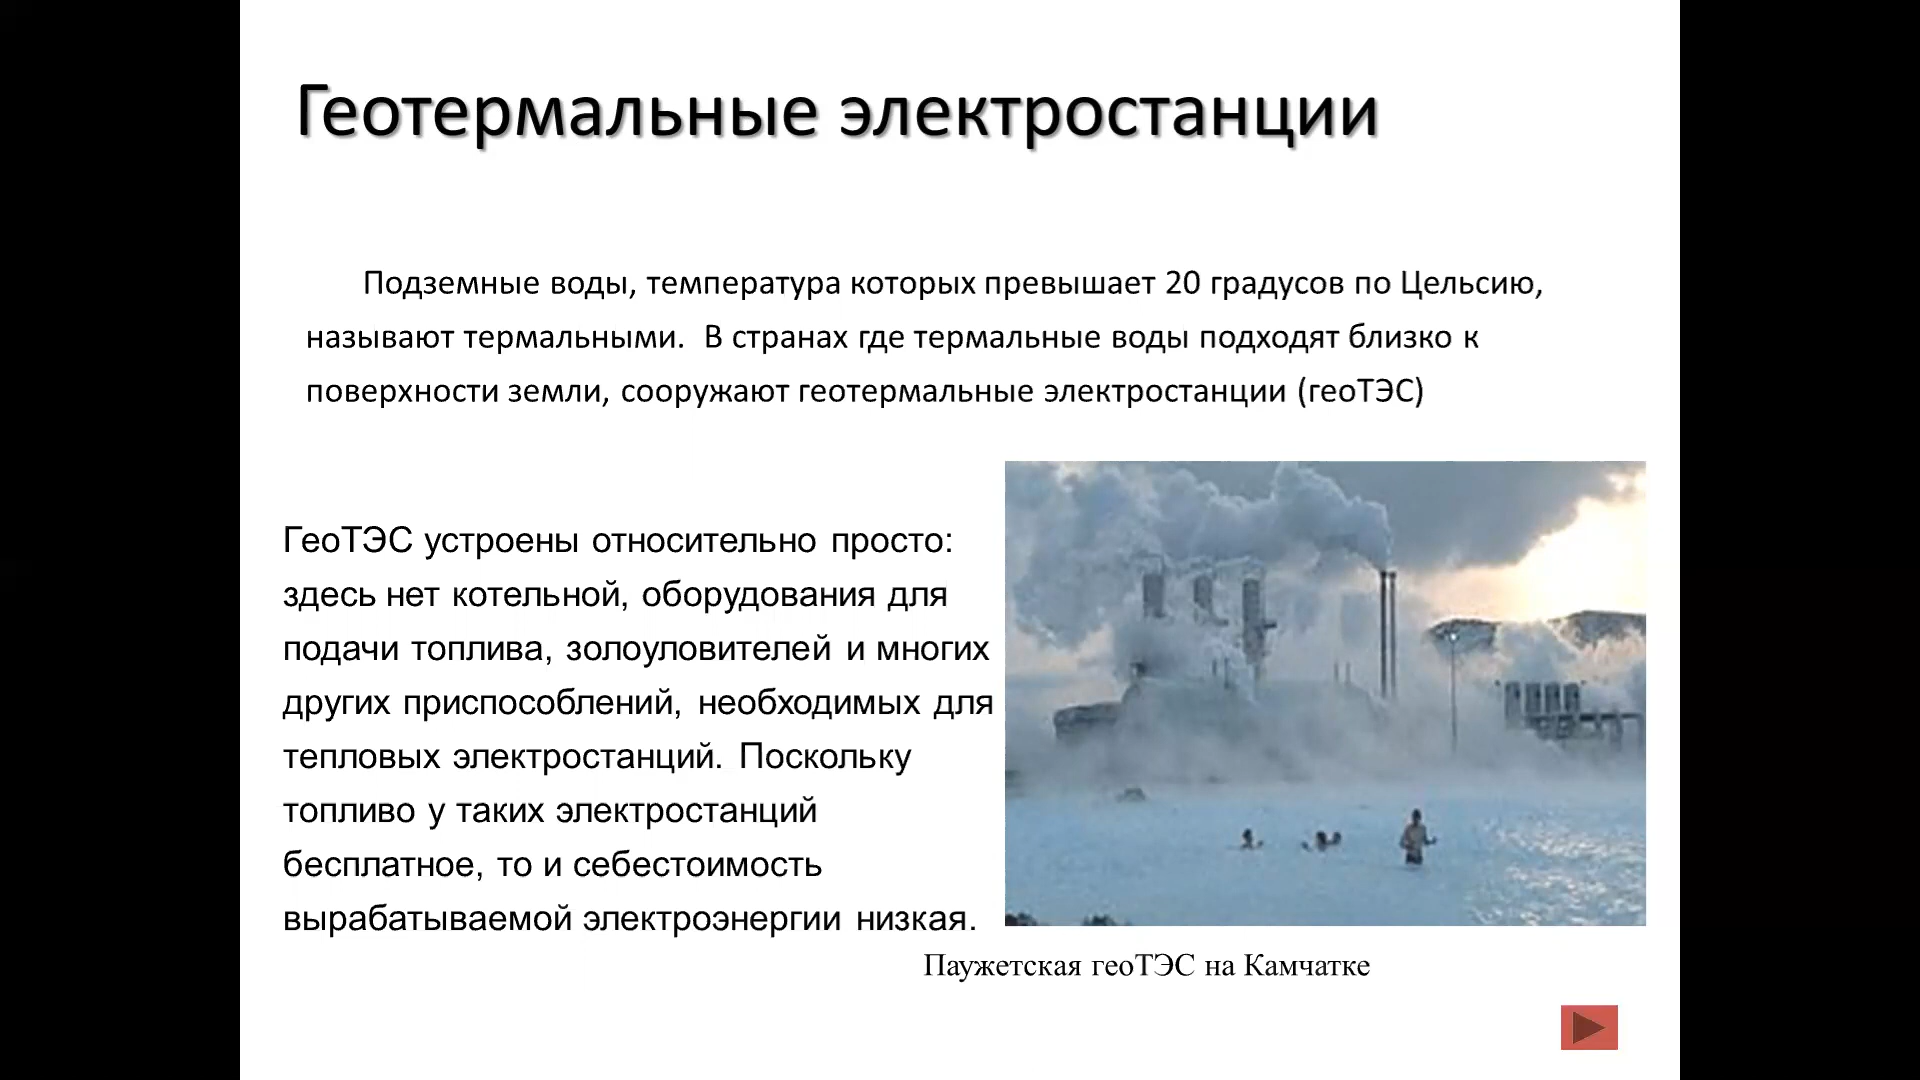 Геотермальные электростанции
Подземные воды, температура которых превышает 20 градусов по Цельсию,
называют термальными.  В странах где термальные воды подходят близко к
поверхности земли, сооружают геотермальные электростанции (геоТЭС)
ГеоТЭС устроены относительно просто:
здесь нет котельной, оборудования для
подачи топлива, золоуловителей и многих
других приспособлений, необходимых для
тепловых электростанций. Поскольку
топливо у таких электростанций
бесплатное, то и себестоимость
вырабатываемой электроэнергии низкая.
Паужетская геоТЭС на Камчатке